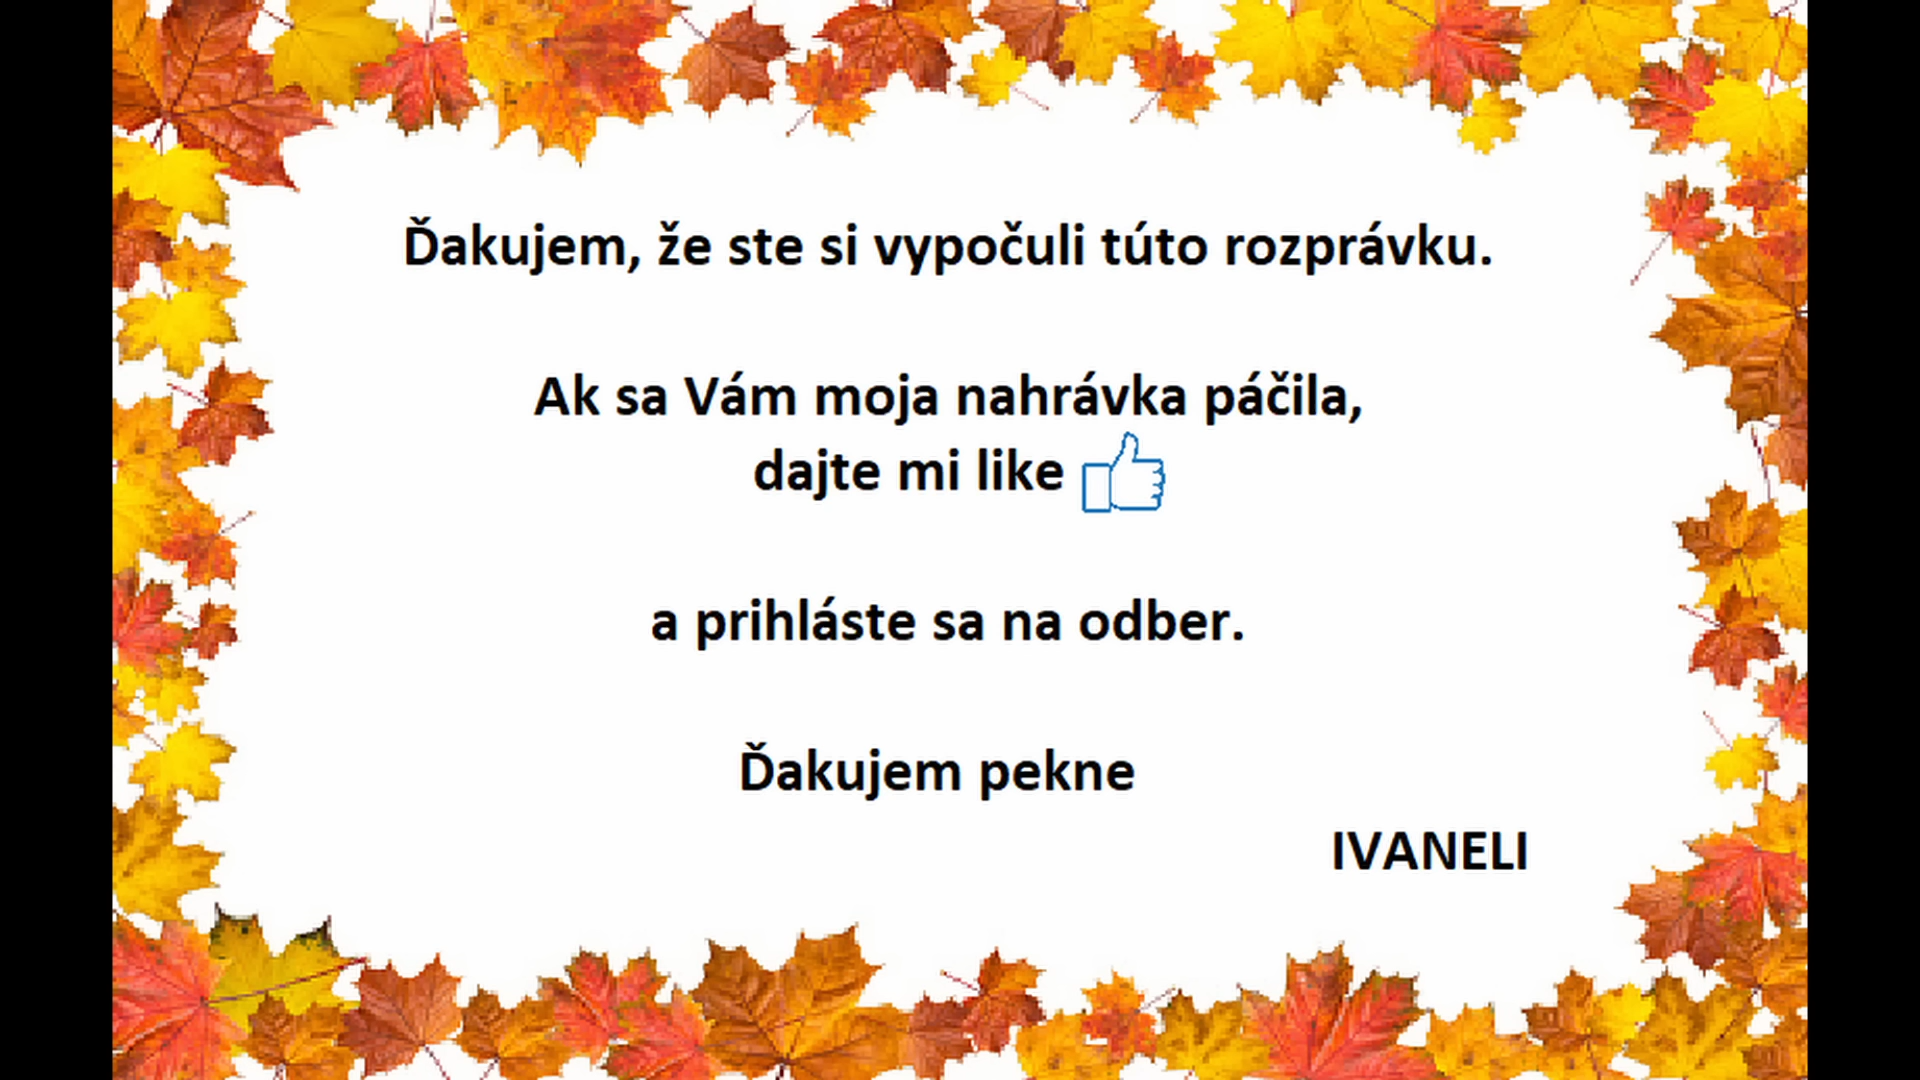 Ďakujem, že ste si vypočuli túto rozprávku.
Ak sa Vám moja nahrávka páčila,
dajte mi like
a prihláste sa na odber.
Ďakujem pekne
IVANELI